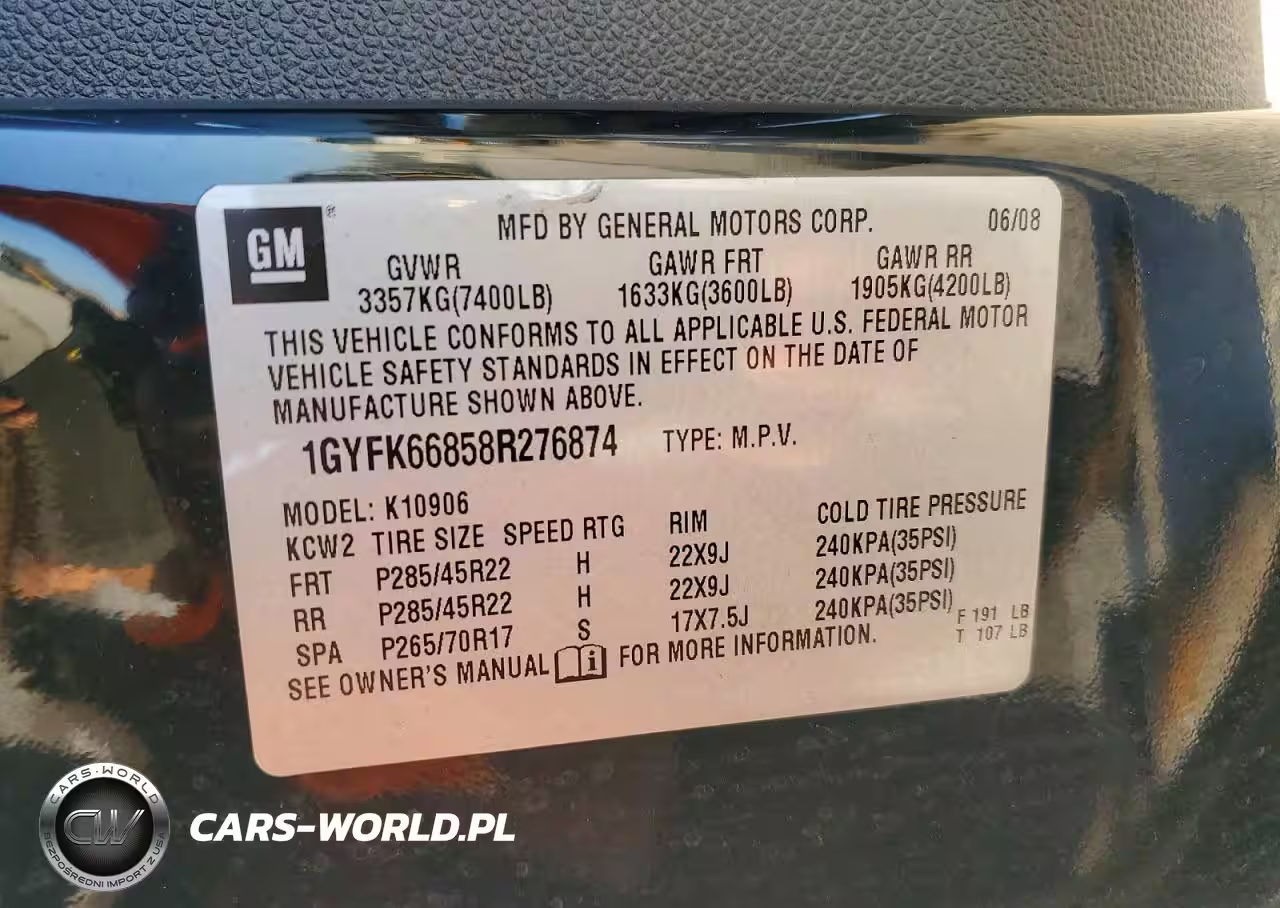 GM ®
MFD BY GENERAL MOTORS CORP. 06/08
GVWR GAWR FRT GAWR RR
3357KG(7400LB) 1633KG(3600LB) 1905KG(4200LB)
THIS VEHICLE CONFORMS TO ALL APPLICABLE U.S. FEDERAL MOTOR
VEHICLE SAFETY STANDARDS IN EFFECT ON THE DATE OF
MANUFACTURE SHOWN ABOVE.
1GYFK66858R276874 TYPE: M.P.V.
MODEL: K10906
KCW2 TIRE SIZE SPEED RTG RIM COLD TIRE PRESSURE
FRT P285/45R22 H 22X9J 240KPA(35PSI)
RR P285/45R22 H 22X9J 240KPA(35PSI)
SPA P265/70R17 S 17X7.5J 240KPA(35PSI)
F 191 LB
T 107 LB
SEE OWNER'S MANUAL i FOR MORE INFORMATION.
CARS-WORLD
CW
BEZPOŚREDNI IMPORT Z USA
CARS-WORLD.PL